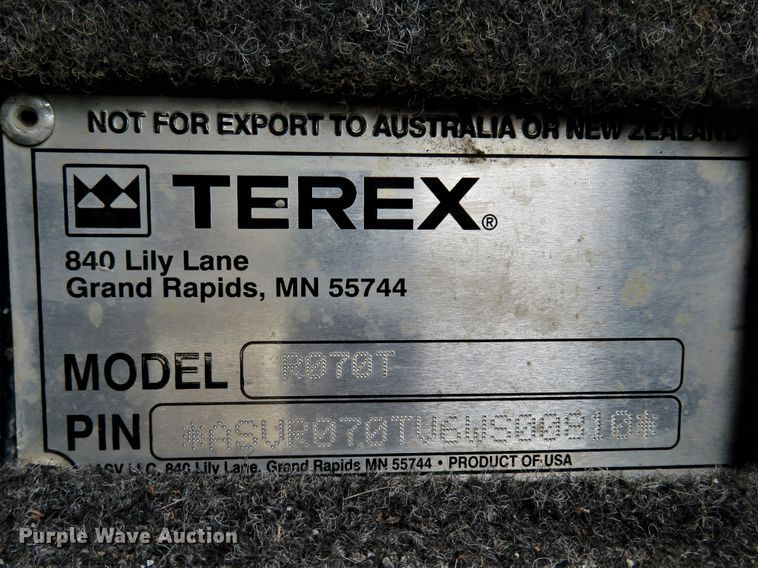 NOT FOR EXPORT TO AUSTRALIA OR NEW ZEALAND
TEREX®
840 Lily Lane
Grand Rapids, MN 55744
MODEL R070T
PIN *ASVR070TV6WS00810*
ASV LLC, 840 Lily Lane, Grand Rapids MN 55744 • PRODUCT OF USA
Purple Wave Auction